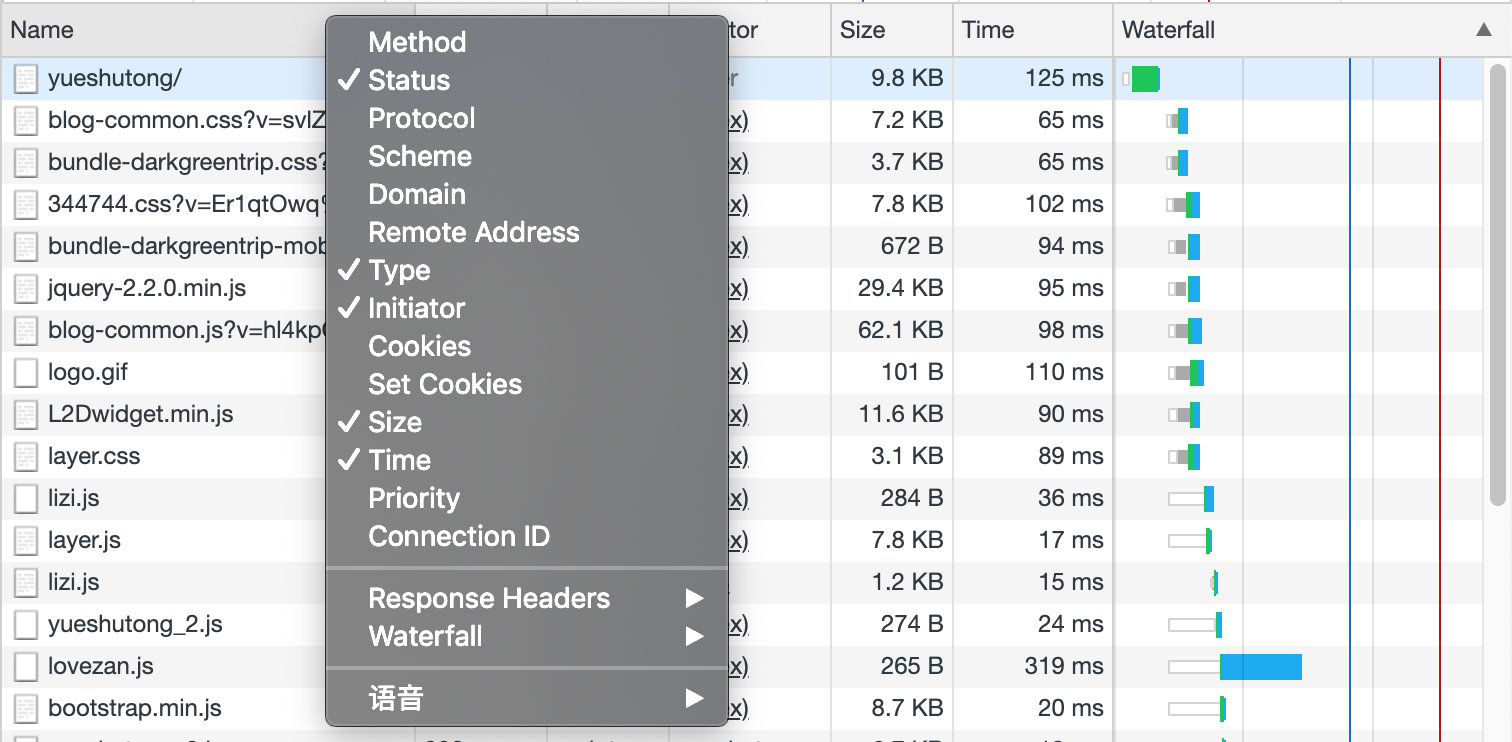 Name tor Size Time Waterfall ▲
yueshutong/ r 9.8 KB 125 ms
blog-common.css?v=svlZ x) 7.2 KB 65 ms
bundle-darkgreentrip.css? x) 3.7 KB 65 ms
344744.css?v=Er1qtOwq x) 7.8 KB 102 ms
bundle-darkgreentrip-mob x) 672 B 94 ms
jquery-2.2.0.min.js x) 29.4 KB 95 ms
blog-common.js?v=hl4kp x) 62.1 KB 98 ms
logo.gif x) 101 B 110 ms
L2Dwidget.min.js x) 11.6 KB 90 ms
layer.css x) 3.1 KB 89 ms
lizi.js x) 284 B 36 ms
layer.js x) 7.8 KB 17 ms
lizi.js 1.2 KB 15 ms
yueshutong_2.js x) 274 B 24 ms
lovezan.js x) 265 B 319 ms
bootstrap.min.js x) 8.7 KB 20 ms
Method
✓ Status
Protocol
Scheme
Domain
Remote Address
✓ Type
✓ Initiator
Cookies
Set Cookies
✓ Size
✓ Time
Priority
Connection ID
Response Headers ▶
Waterfall ▶
语音 ▶